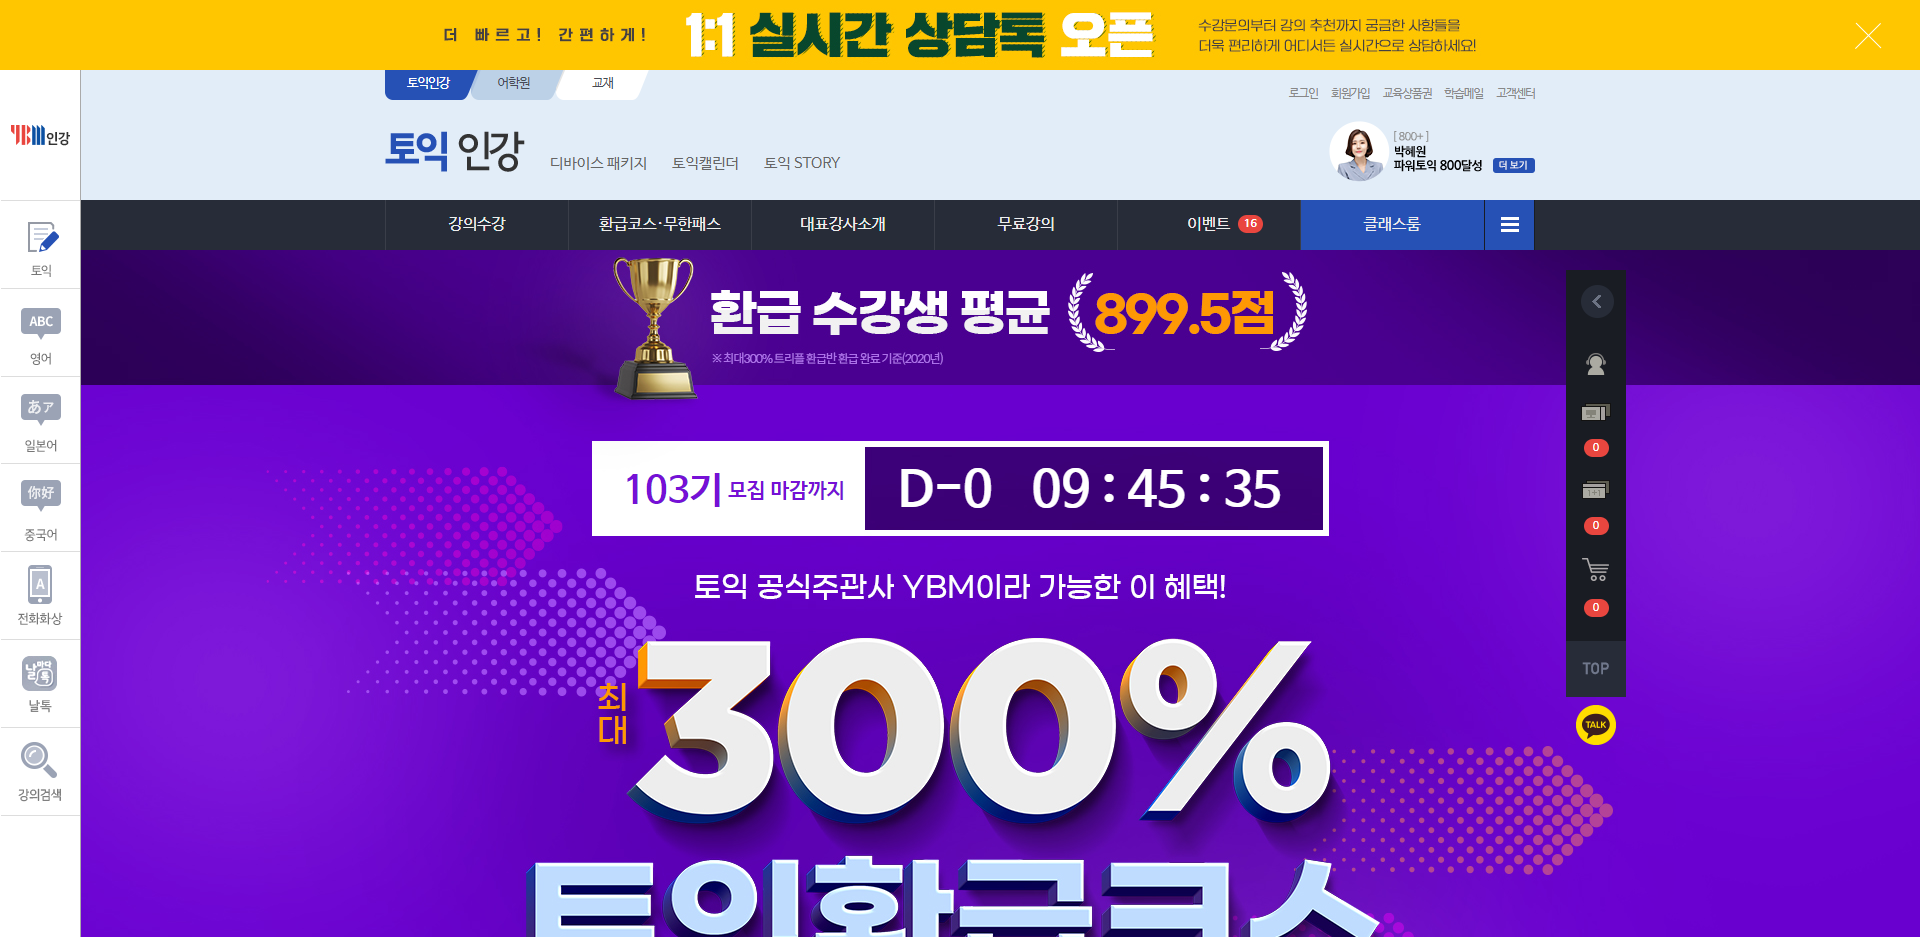 더 빠르고! 간편하게! 1:1 실시간 상담톡 오픈
수강문의부터 강의 추천까지 궁금한 사항들을
더욱 편리하게 어디서든 실시간으로 상담하세요!
토익인강 어학원 교재
로그인 회원가입 교육상품권 학습메일 고객센터
YBM인강
토익 인강 디바이스 패키지 토익캘린더 토익 STORY
[ 800+ ]
박혜원
파워토익 800달성 더 보기
강의수강 환급코스·무한패스 대표강사소개 무료강의 이벤트 16 클래스룸
토익
ABC
영어
あア
일본어
你好
중국어
A
전화화상
날마다톡
날톡
강의검색
환급 수강생 평균 899.5점
※ 최대300% 트리플 환급반 환급 완료 기준(2020년)
103기 모집 마감까지 D-0 09 : 45 : 35
토익 공식주관사 YBM이라 가능한 이 혜택!
최대 300%
토익환급코스
0
1+1
0
0
TOP
TALK